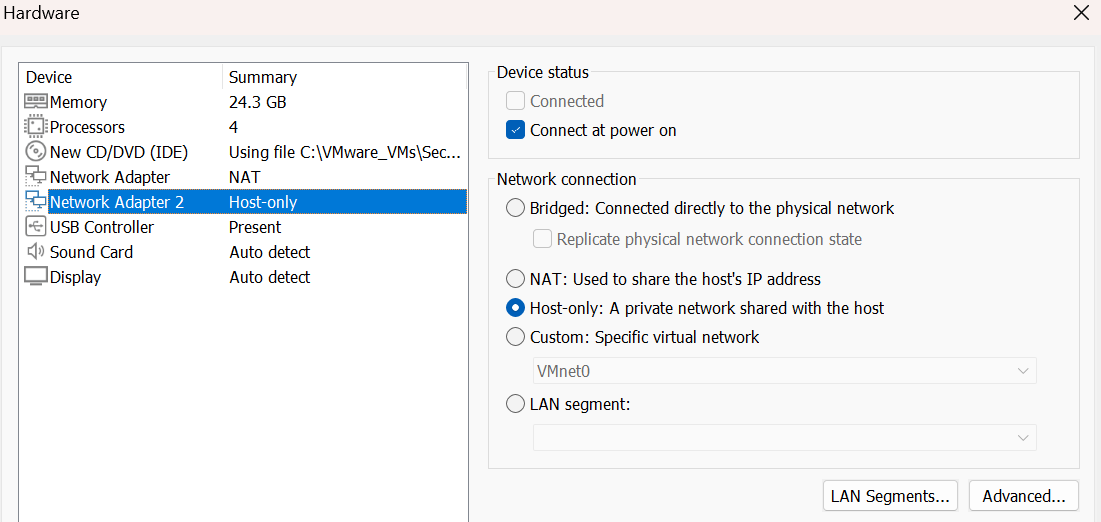 Hardware
Device Summary
Memory 24.3 GB
Processors 4
New CD/DVD (IDE) Using file C:\VMware_VMs\Sec...
Network Adapter NAT
Network Adapter 2 Host-only
USB Controller Present
Sound Card Auto detect
Display Auto detect
Device status
Connected
Connect at power on
Network connection
Bridged: Connected directly to the physical network
Replicate physical network connection state
NAT: Used to share the host's IP address
Host-only: A private network shared with the host
Custom: Specific virtual network
VMnet0
LAN segment:
LAN Segments... Advanced...